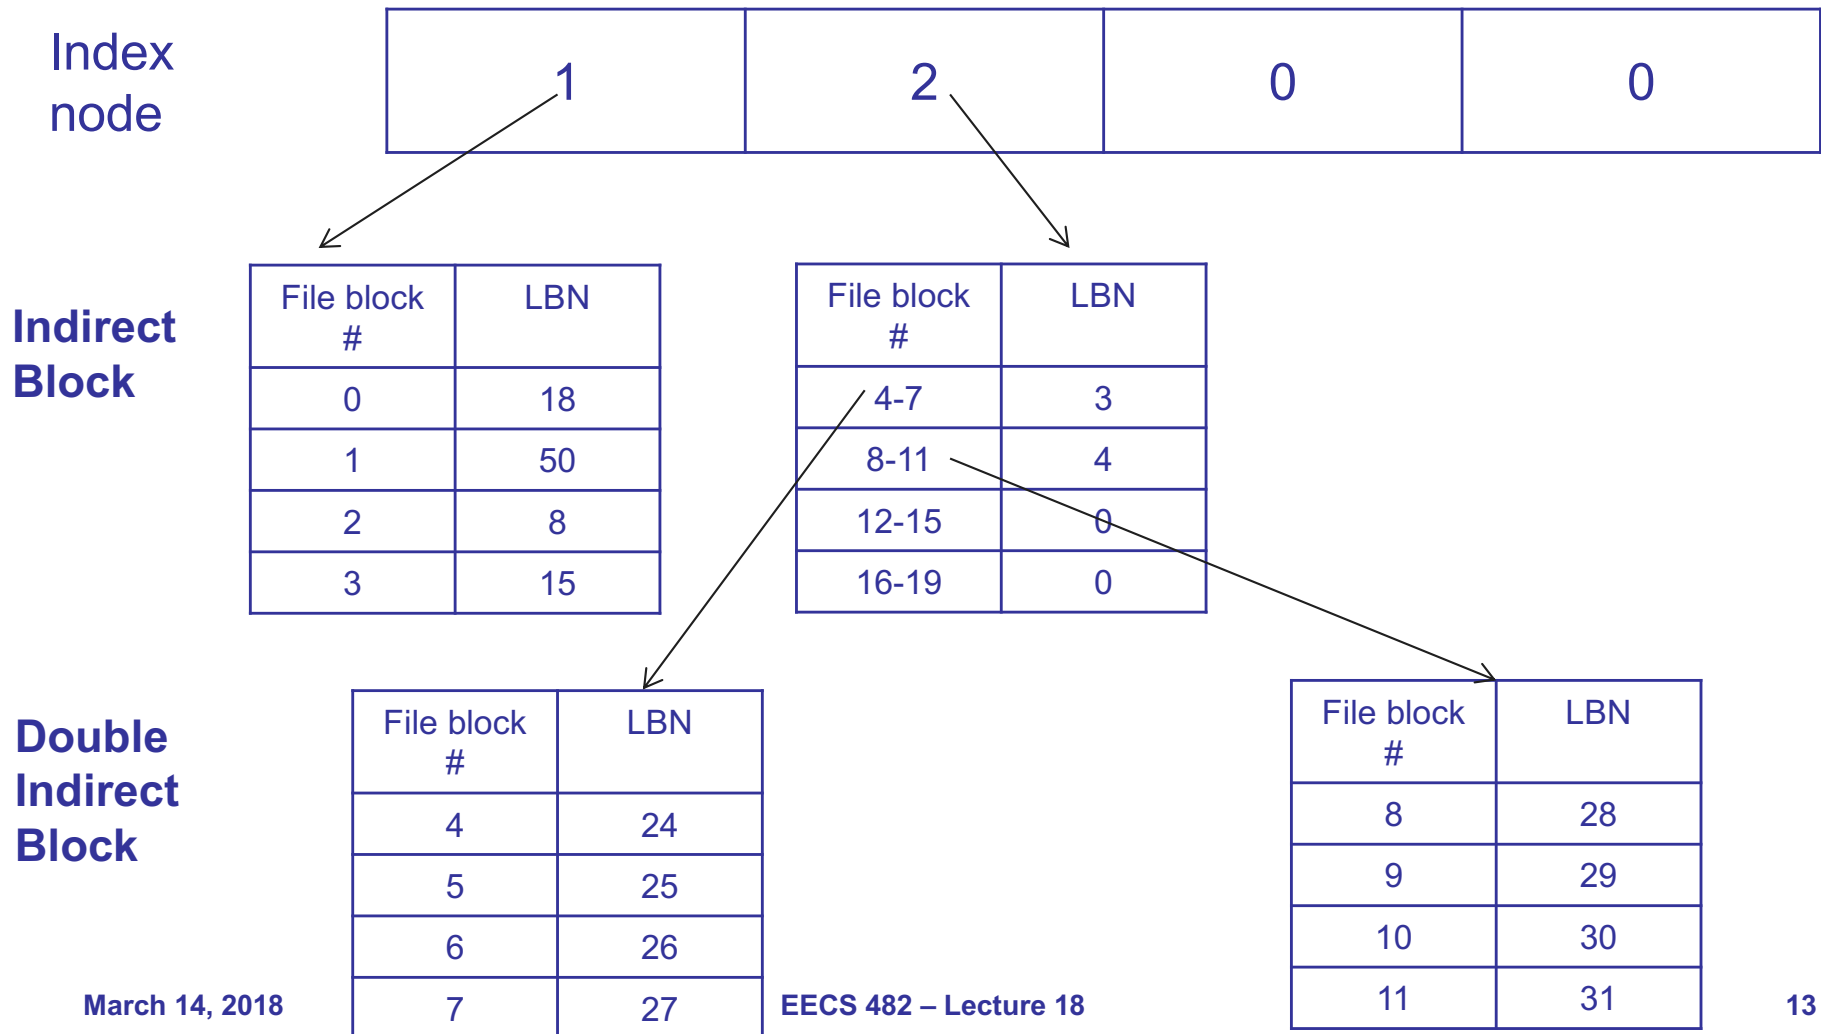 Index
node
1 2 0 0
Indirect
Block
File block
#
LBN
0 18
1 50
2 8
3 15
File block
#
LBN
4-7 3
8-11 4
12-15 0
16-19 0
Double
Indirect
Block
File block
#
LBN
4 24
5 25
6 26
7 27
File block
#
LBN
8 28
9 29
10 30
11 31
March 14, 2018 EECS 482 – Lecture 18 13